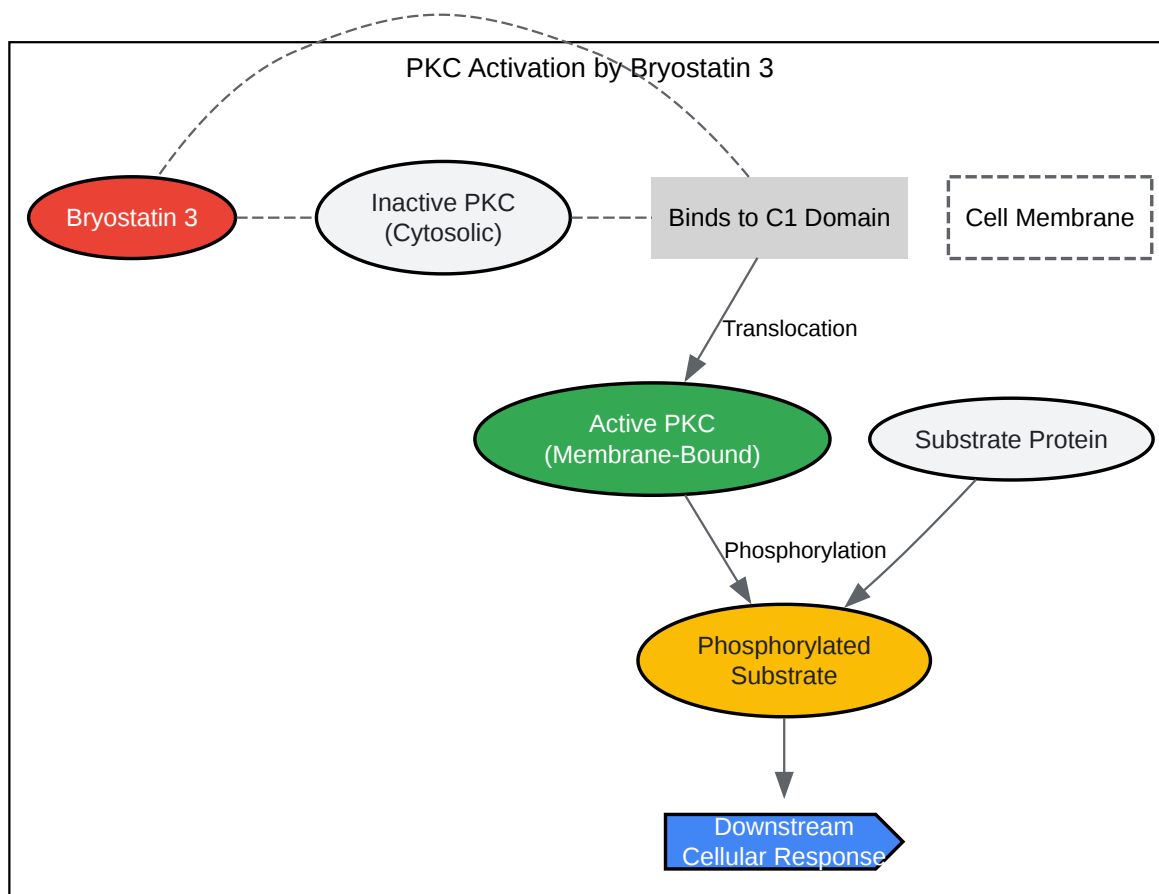 PKC Activation by Bryostatin 3
Bryostatin 3
Inactive PKC
(Cytosolic)
Binds to C1 Domain
Cell Membrane
Translocation
Active PKC
(Membrane-Bound)
Substrate Protein
Phosphorylation
Phosphorylated
Substrate
Downstream
Cellular Response